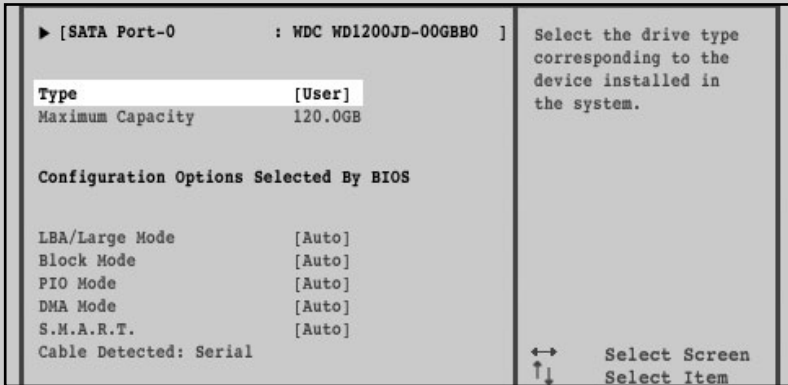 ▶ [SATA Port-0 : WDC WD1200JD-00GBB0 ]
Type [User]
Maximum Capacity 120.0GB
Configuration Options Selected By BIOS
LBA/Large Mode [Auto]
Block Mode [Auto]
PIO Mode [Auto]
DMA Mode [Auto]
S.M.A.R.T. [Auto]
Cable Detected: Serial
Select the drive type
corresponding to the
device installed in
the system.
↔ Select Screen
↑↓ Select Item